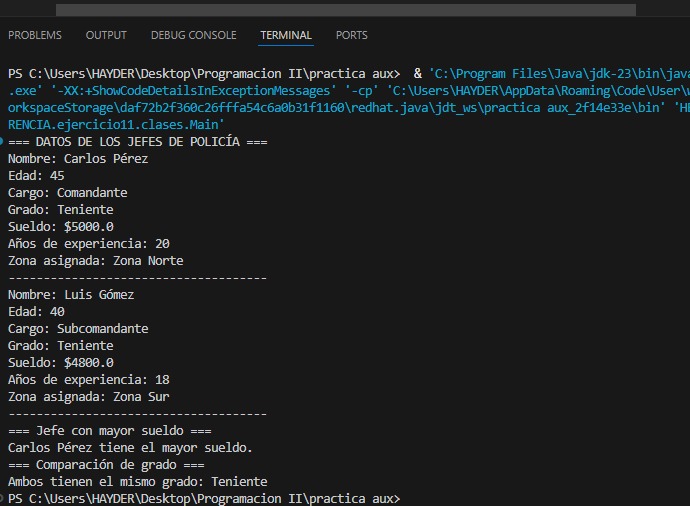 PROBLEMS OUTPUT DEBUG CONSOLE TERMINAL PORTS
PS C:\Users\HAYDER\Desktop\Programacion II\practica aux>  & 'C:\Program Files\Java\jdk-23\bin\java
.exe' '-XX:+ShowCodeDetailsInExceptionMessages' '-cp' 'C:\Users\HAYDER\AppData\Roaming\Code\User\w
orkspaceStorage\daf72b2f360c26fffa54c6a0b31f1160\redhat.java\jdt_ws\practica aux_2f14e33e\bin' 'HE
RENCIA.ejercicio11.clases.Main'
=== DATOS DE LOS JEFES DE POLICÍA ===
Nombre: Carlos Pérez
Edad: 45
Cargo: Comandante
Grado: Teniente
Sueldo: $5000.0
Años de experiencia: 20
Zona asignada: Zona Norte
-------------------------------------
Nombre: Luis Gómez
Edad: 40
Cargo: Subcomandante
Grado: Teniente
Sueldo: $4800.0
Años de experiencia: 18
Zona asignada: Zona Sur
-------------------------------------
=== Jefe con mayor sueldo ===
Carlos Pérez tiene el mayor sueldo.
=== Comparación de grado ===
Ambos tienen el mismo grado: Teniente
PS C:\Users\HAYDER\Desktop\Programacion II\practica aux>